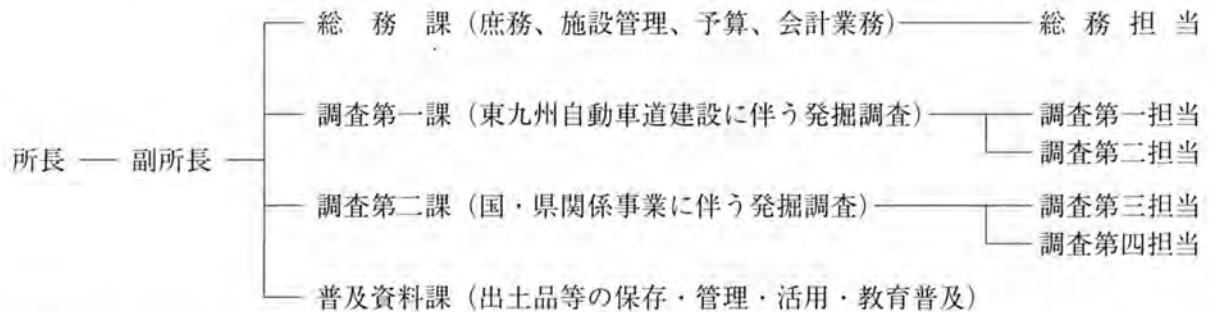 総務課（庶務、施設管理、予算、会計業務） 総務担当
調査第一課（東九州自動車道建設に伴う発掘調査） 調査第一担当
調査第二担当
所長 副所長
調査第二課（国・県関係事業に伴う発掘調査） 調査第三担当
調査第四担当
普及資料課（出土品等の保存・管理・活用・教育普及）